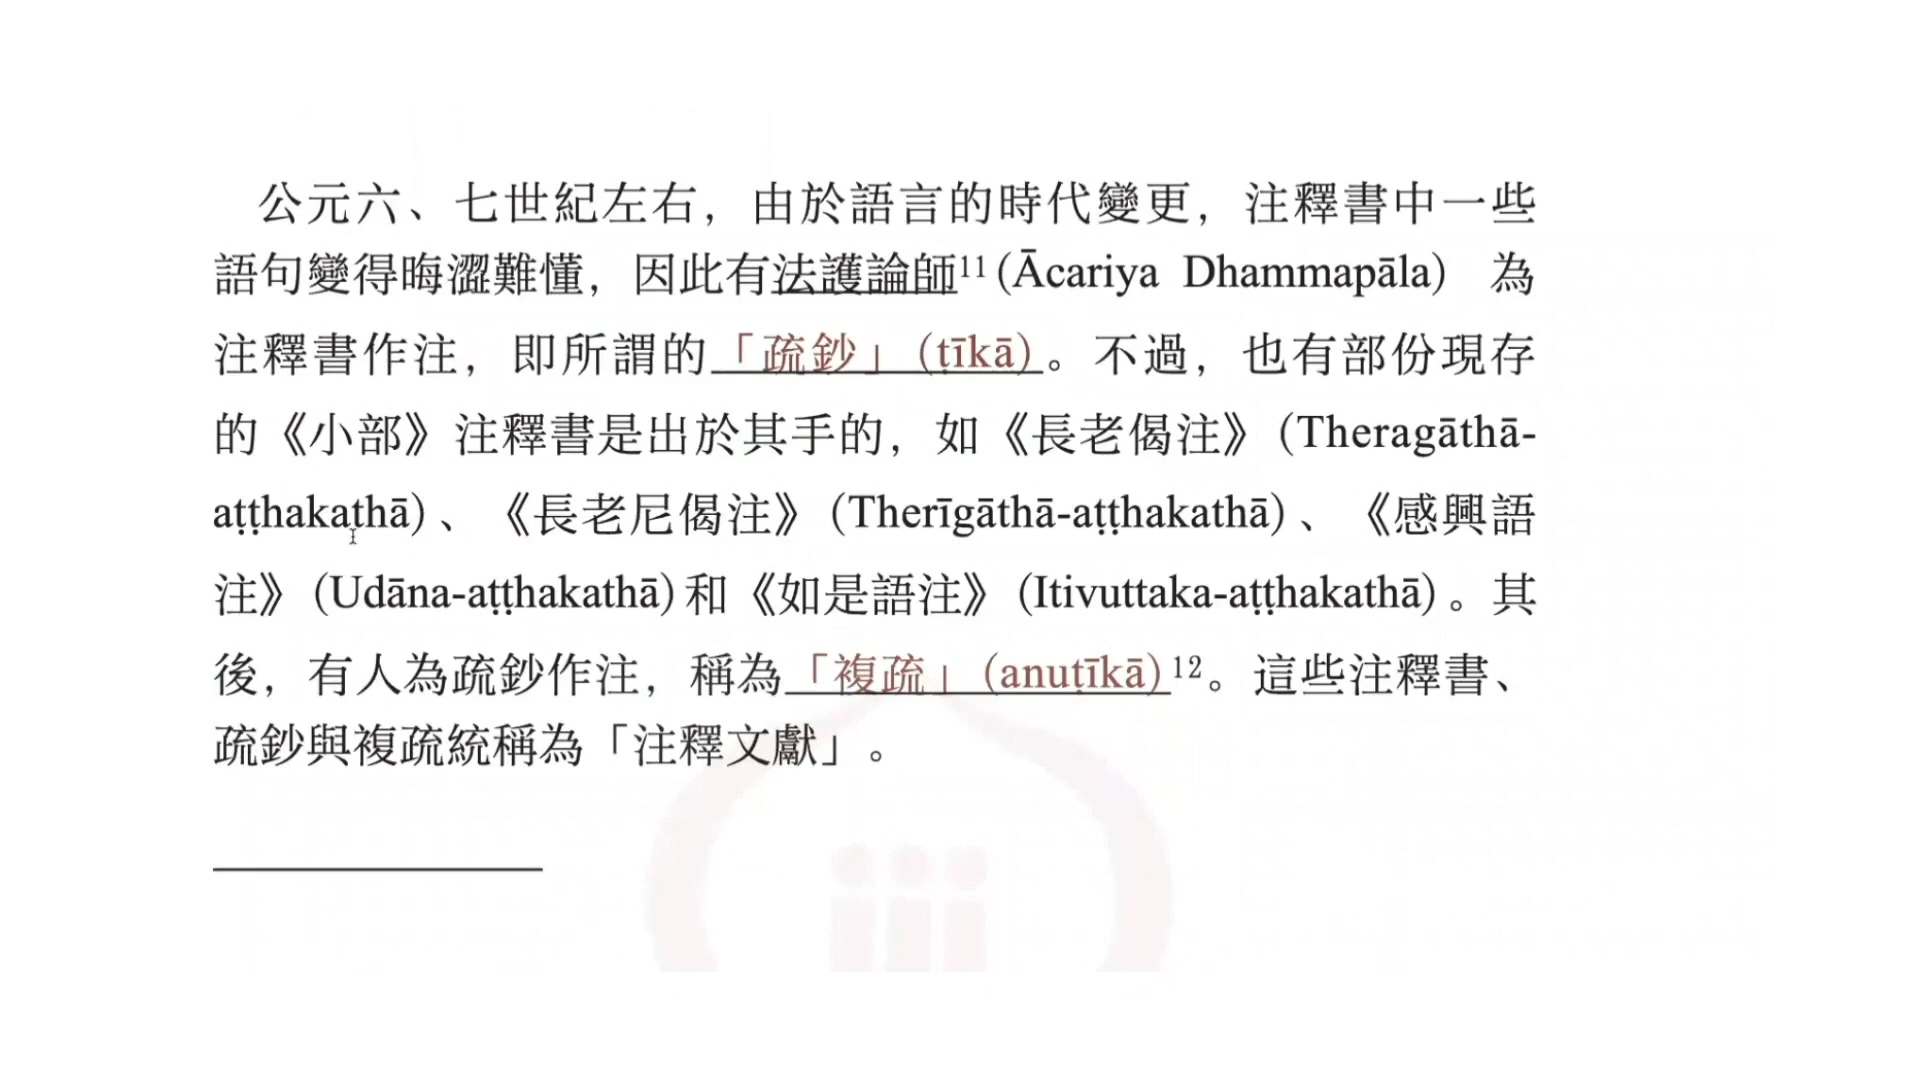 公元六、七世紀左右，由於語言的時代變更，注釋書中一些
語句變得晦澀難懂，因此有法護論師11(Ācariya Dhammapāla) 為
注釋書作注，即所謂的「疏鈔」(ṭīkā)。不過，也有部份現存
的《小部》注釋書是出於其手的，如《長老偈注》(Theragāthā-
aṭṭhakathā)、《長老尼偈注》(Therīgāthā-aṭṭhakathā)、《感興語
注》(Udāna-aṭṭhakathā)和《如是語注》(Itivuttaka-aṭṭhakathā)。其
後，有人為疏鈔作注，稱為「複疏」(anuṭīkā)12。這些注釋書、
疏鈔與複疏統稱為「注釋文獻」。